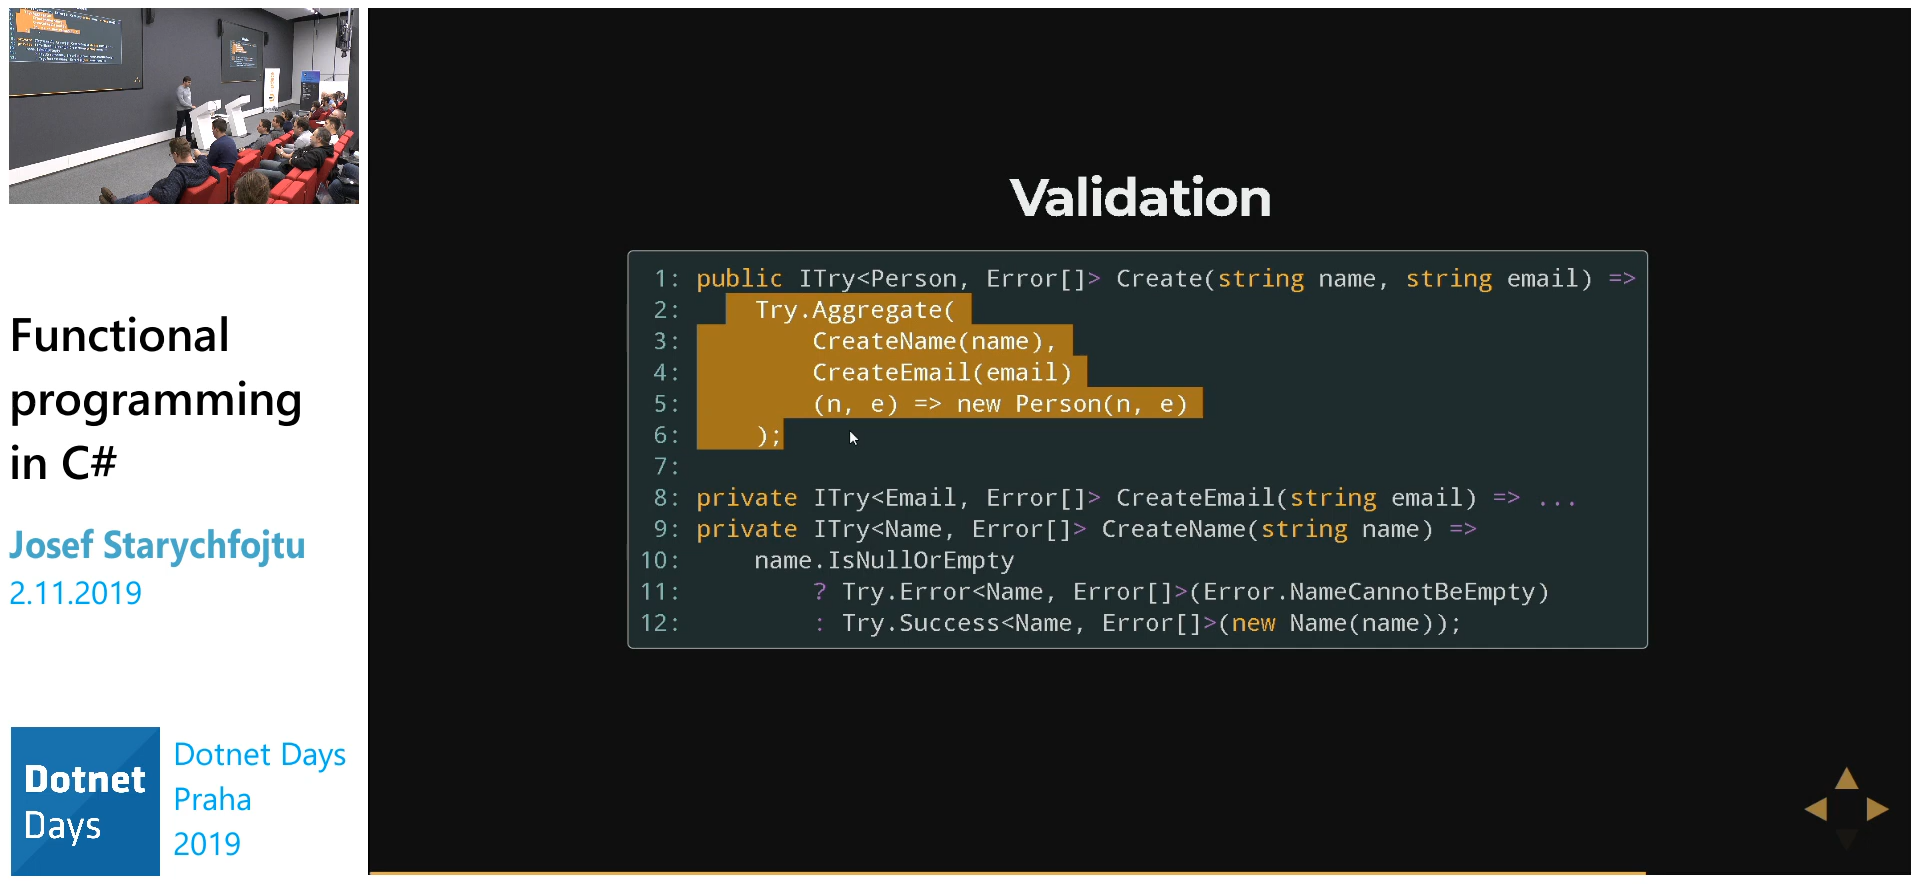 Functional
programming
in C#
Josef Starychfojtu
2.11.2019
Dotnet
Days
Dotnet Days
Praha
2019
Validation
1: public ITry<Person, Error[]> Create(string name, string email) =>
2:     Try.Aggregate(
3:         CreateName(name),
4:         CreateEmail(email)
5:         (n, e) => new Person(n, e)
6:     );
7:
8: private ITry<Email, Error[]> CreateEmail(string email) => ...
9: private ITry<Name, Error[]> CreateName(string name) =>
10:     name.IsNullOrEmpty
11:         ? Try.Error<Name, Error[]>(Error.NameCannotBeEmpty)
12:         : Try.Success<Name, Error[]>(new Name(name));